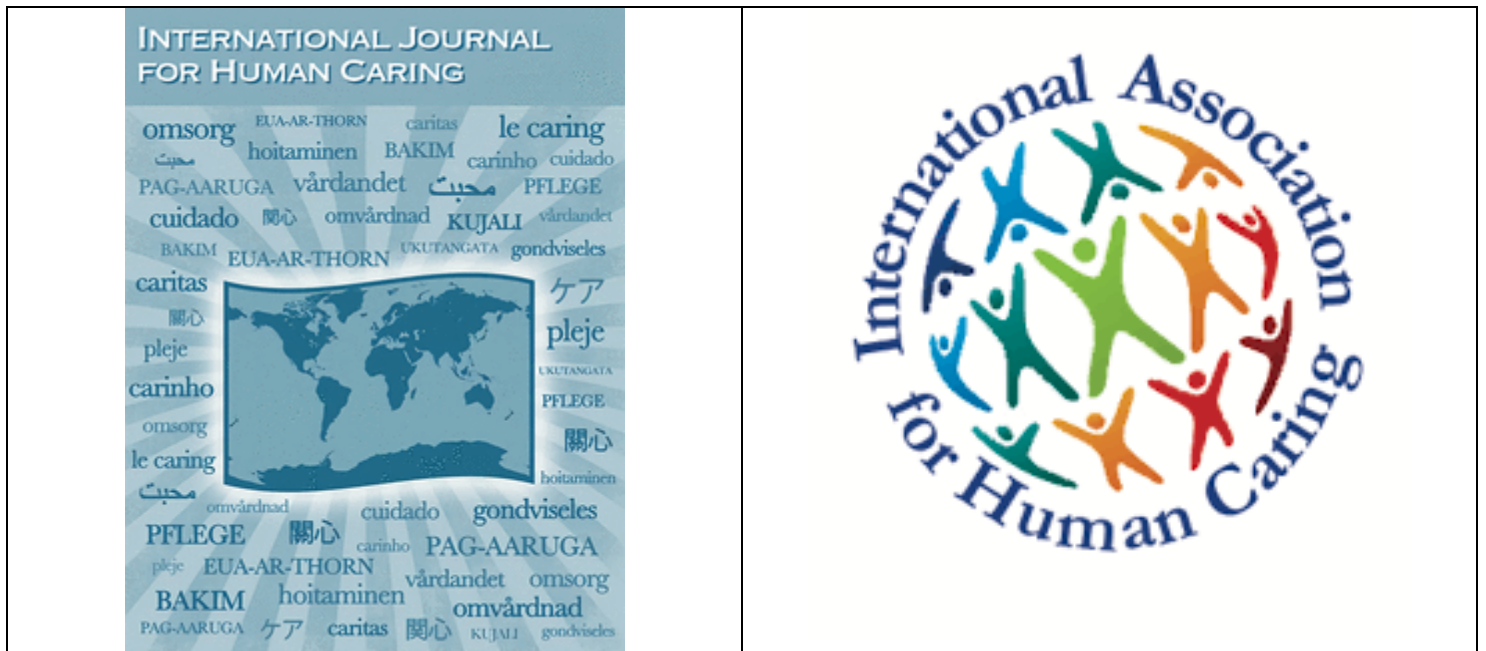 INTERNATIONAL JOURNAL
FOR HUMAN CARING
omsorg EUA-AR-THORN caritas le caring
محبت hoitaminen BAKIM carinho cuidado
PAG-AARUGA vårdandet محبت PFLEGE
cuidado 関心 omvårdnad KUJALI vårdandet
BAKIM EUA-AR-THORN UKUTANGATA gondviseles
caritas ケア
關心
pleje pleje
carinho UKUTANGATA
PFLEGE
omsorg 關心
le caring hoitaminen
محبت omvårdnad cuidado gondviseles
PFLEGE 關心 carinho PAG-AARUGA
pleje EUA-AR-THORN vårdandet omsorg
BAKIM hoitaminen omvårdnad
PAG-AARUGA ケア caritas 関心 KUJALI gondviseles
International Association
for Human Caring